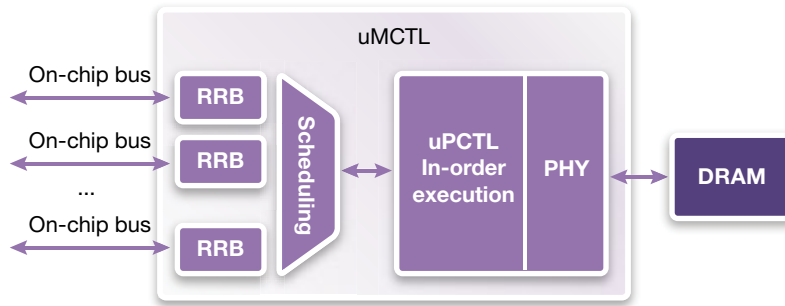 uMCTL
On-chip bus
RRB
On-chip bus
RRB
...
On-chip bus
RRB
Scheduling
uPCTL
In-order
execution
PHY
DRAM